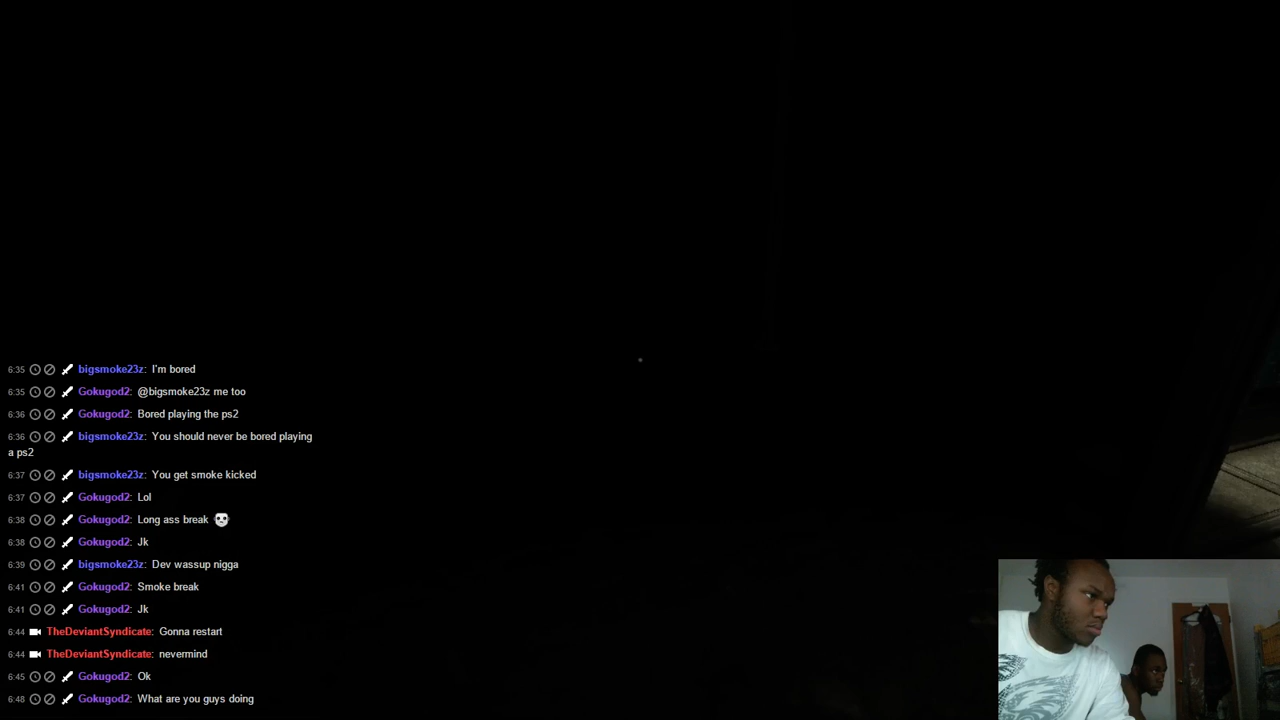 6:35 bigsmoke23z: I'm bored
6:35 Gokugod2: @bigsmoke23z me too
6:36 Gokugod2: Bored playing the ps2
6:36 bigsmoke23z: You should never be bored playing
a ps2
6:37 bigsmoke23z: You get smoke kicked
6:37 Gokugod2: Lol
6:38 Gokugod2: Long ass break
6:38 Gokugod2: Jk
6:39 bigsmoke23z: Dev wassup nigga
6:41 Gokugod2: Smoke break
6:41 Gokugod2: Jk
6:44 TheDeviantSyndicate: Gonna restart
6:44 TheDeviantSyndicate: nevermind
6:45 Gokugod2: Ok
6:48 Gokugod2: What are you guys doing